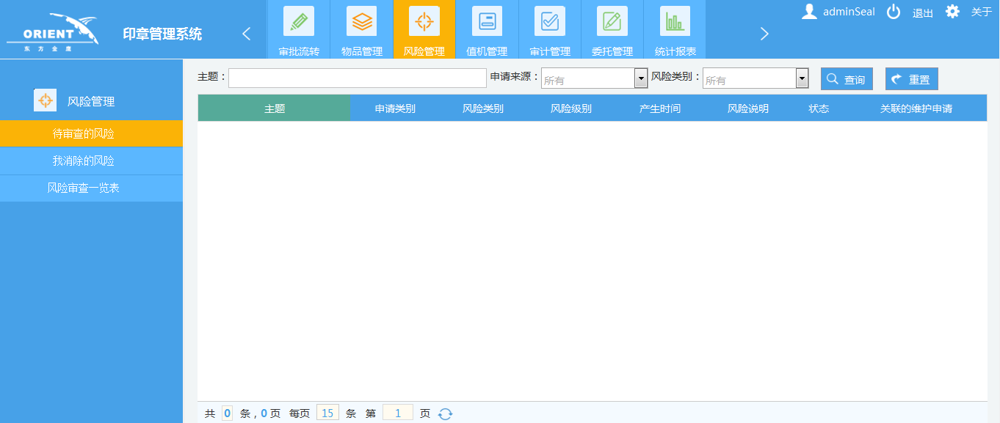 ORIENT
东方金鹰
印章管理系统
审批流转 物品管理 风险管理 值机管理 审计管理 委托管理 统计报表
adminSeal 退出 关于
风险管理
待审查的风险
我消除的风险
风险审查一览表
主题： 申请来源： 所有 风险类别： 所有 查询 重置
主题 申请类别 风险类别 风险级别 产生时间 风险说明 状态 关联的维护申请
共 0 条 , 0 页 每页 15 条 第 1 页